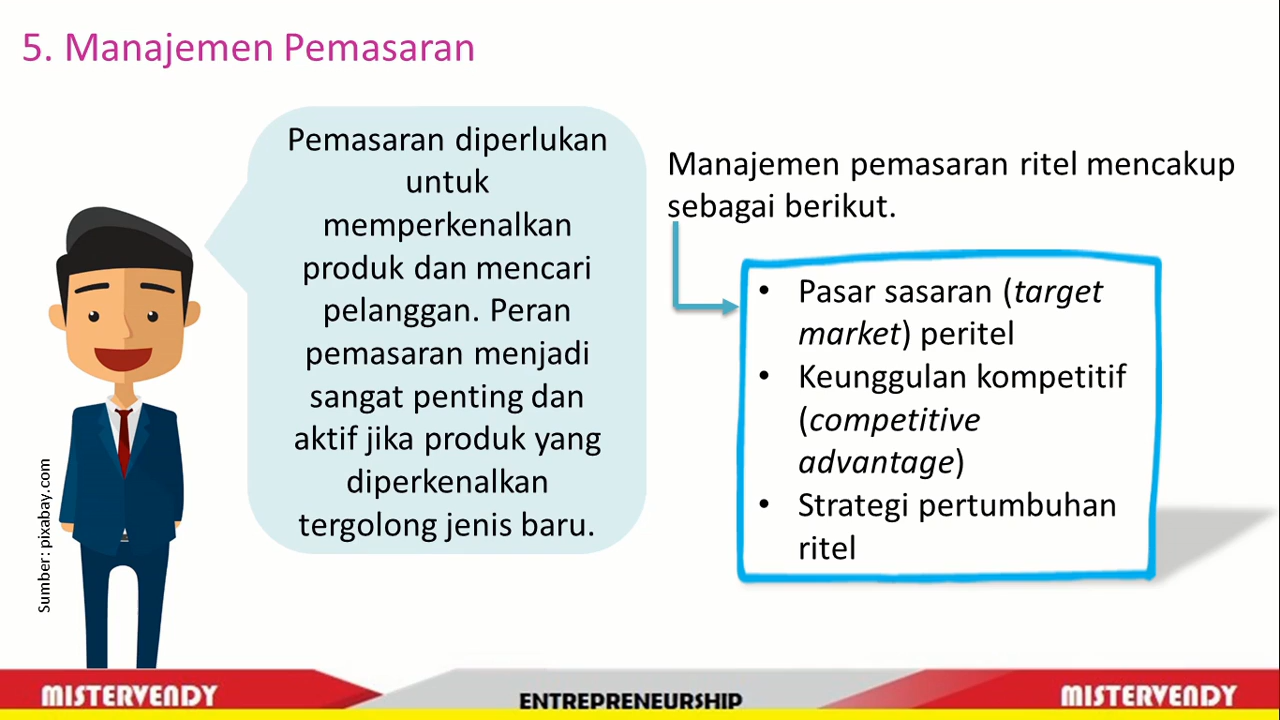 5. Manajemen Pemasaran
Pemasaran diperlukan
untuk
memperkenalkan
produk dan mencari
pelanggan. Peran
pemasaran menjadi
sangat penting dan
aktif jika produk yang
diperkenalkan
tergolong jenis baru.
Manajemen pemasaran ritel mencakup
sebagai berikut.
• Pasar sasaran (target
market) peritel
• Keunggulan kompetitif
(competitive
advantage)
• Strategi pertumbuhan
ritel
Sumber: pixabay.com
MISTERVENDY
ENTREPRENEURSHIP
MISTERVENDY